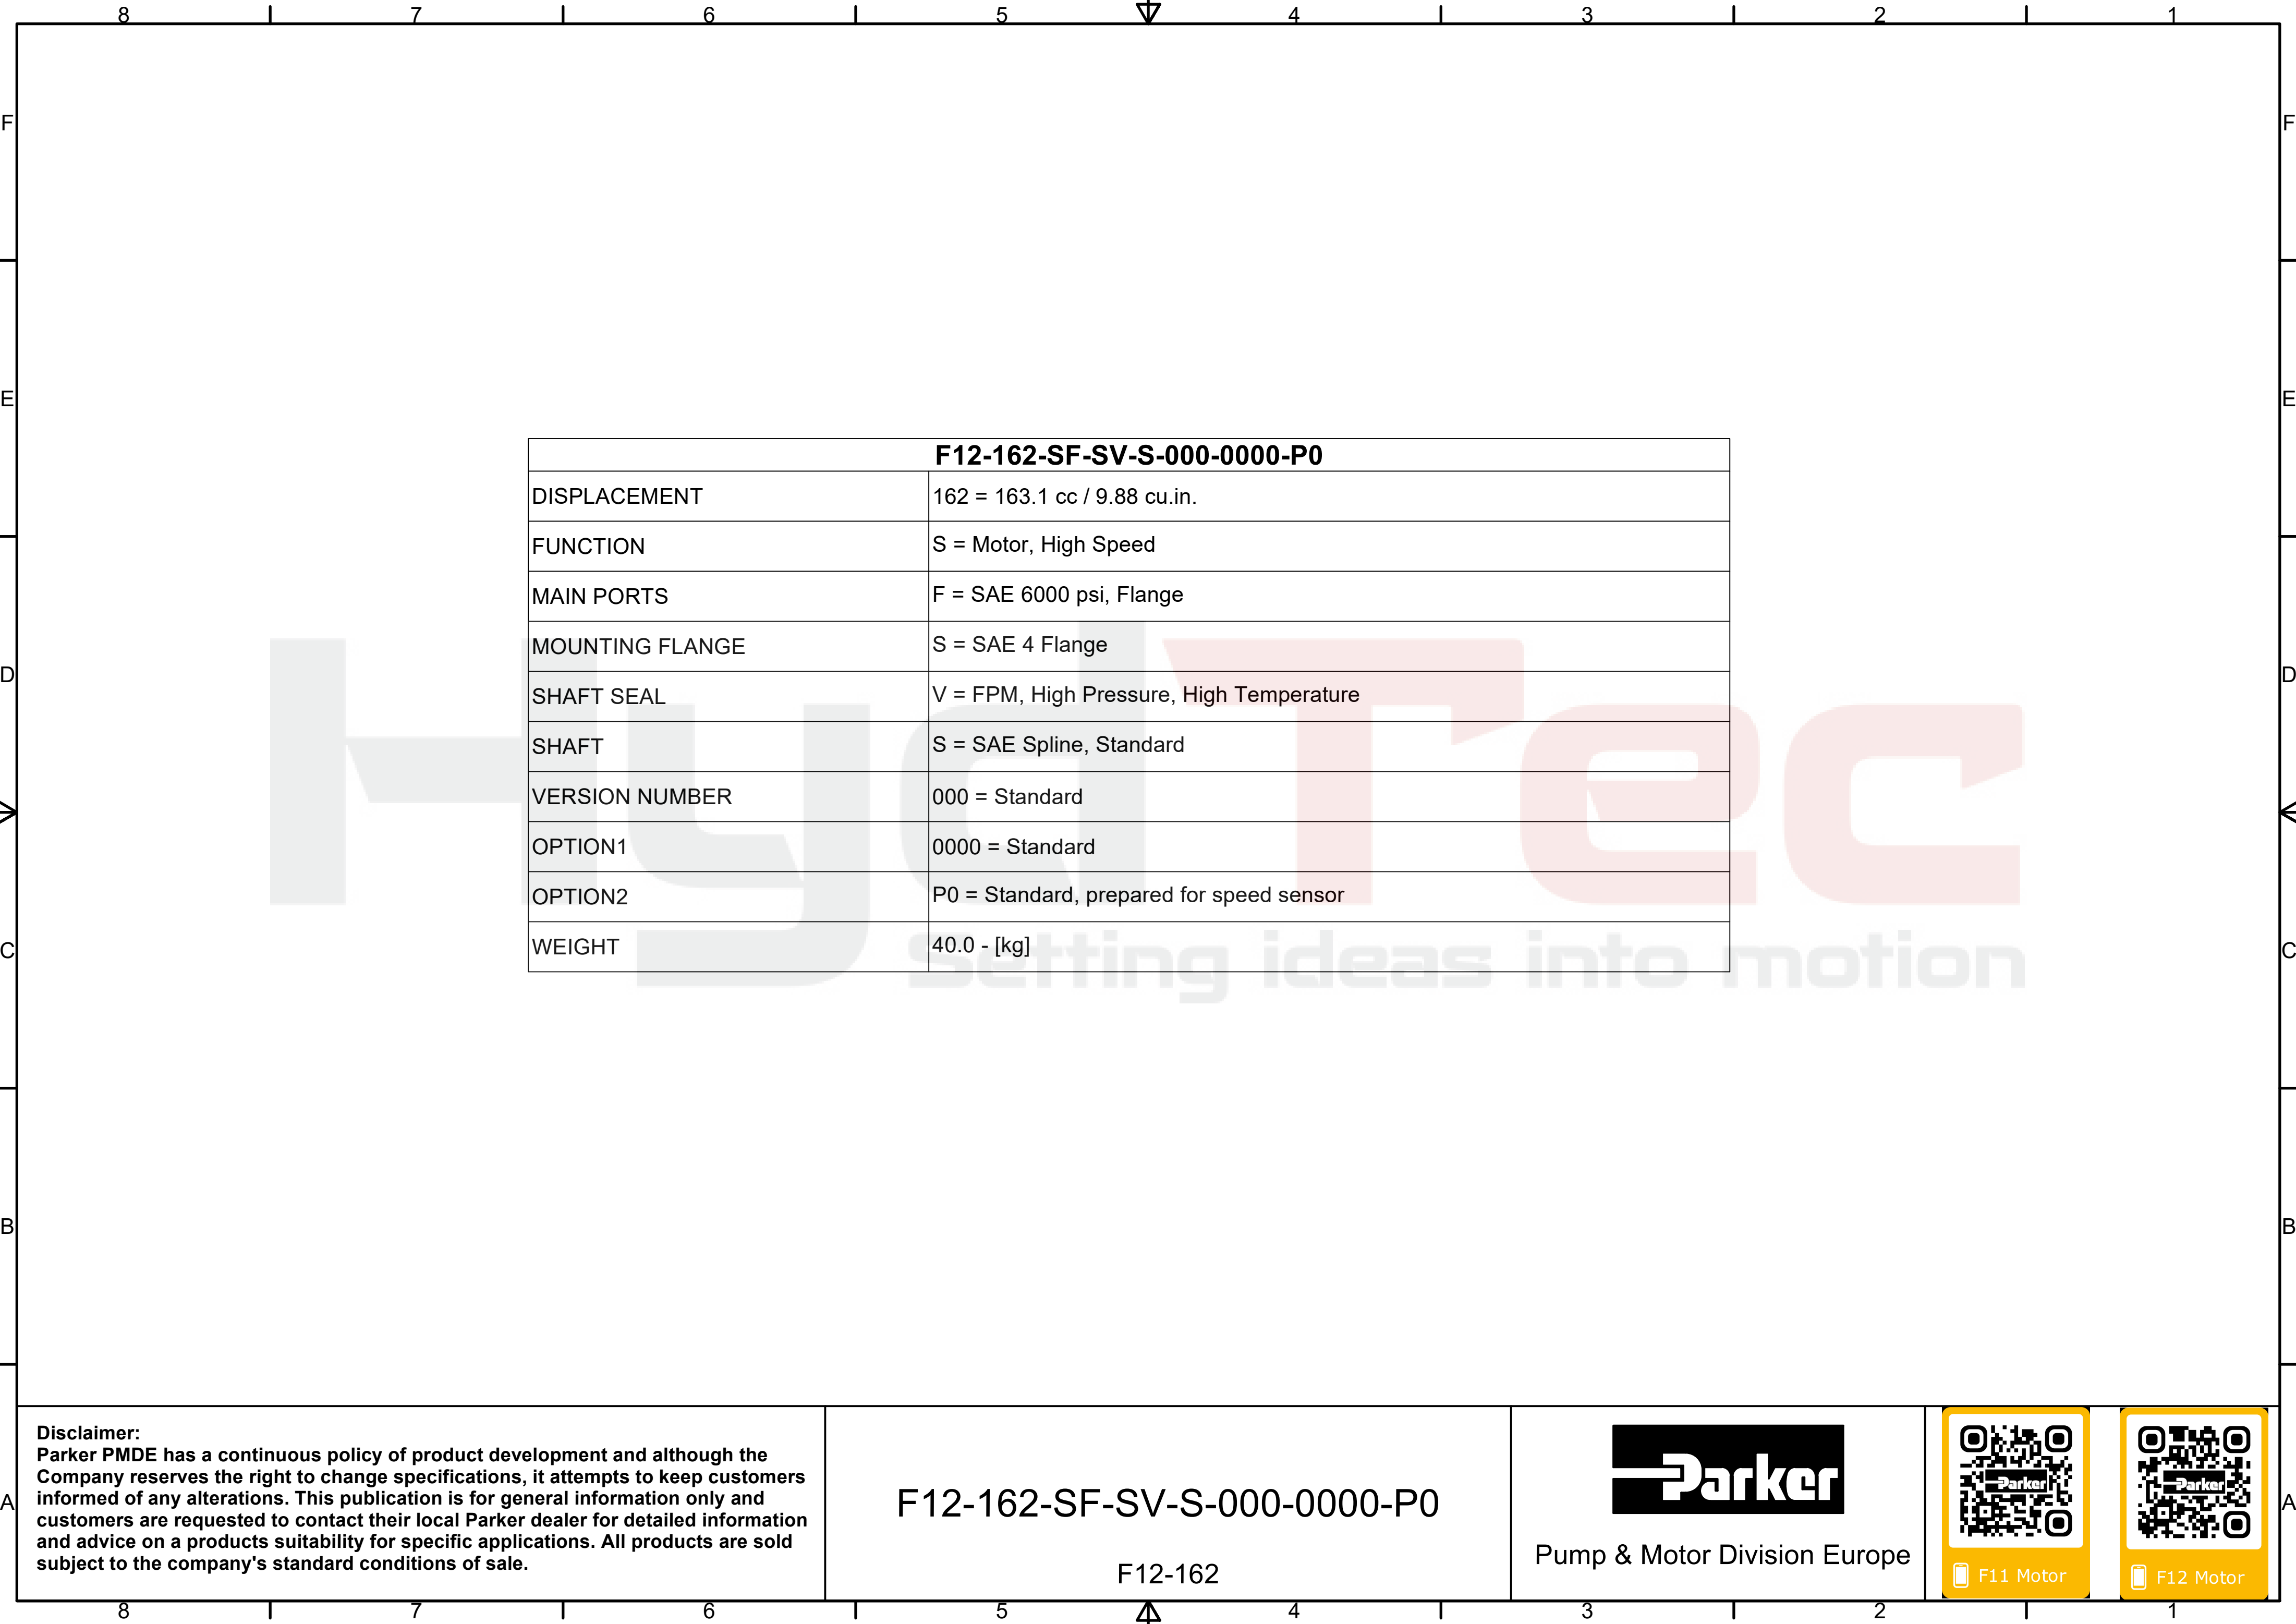 8 7 6 5 4 3 2 1
F F
E E
F12-162-SF-SV-S-000-0000-P0
DISPLACEMENT 162 = 163.1 cc / 9.88 cu.in.
FUNCTION S = Motor, High Speed
MAIN PORTS F = SAE 6000 psi, Flange
MOUNTING FLANGE S = SAE 4 Flange
SHAFT SEAL V = FPM, High Pressure, High Temperature
SHAFT S = SAE Spline, Standard
VERSION NUMBER 000 = Standard
OPTION1 0000 = Standard
OPTION2 P0 = Standard, prepared for speed sensor
WEIGHT 40.0 - [kg]
HydTec
Setting ideas into motion
D D
C C
B B
A A
Disclaimer:
Parker PMDE has a continuous policy of product development and although the
Company reserves the right to change specifications, it attempts to keep customers
informed of any alterations. This publication is for general information only and
customers are requested to contact their local Parker dealer for detailed information
and advice on a products suitability for specific applications. All products are sold
subject to the company's standard conditions of sale.
F12-162-SF-SV-S-000-0000-P0
F12-162
Parker
Pump & Motor Division Europe
Parker
F11 Motor
Parker
F12 Motor
8 7 6 5 4 3 2 1